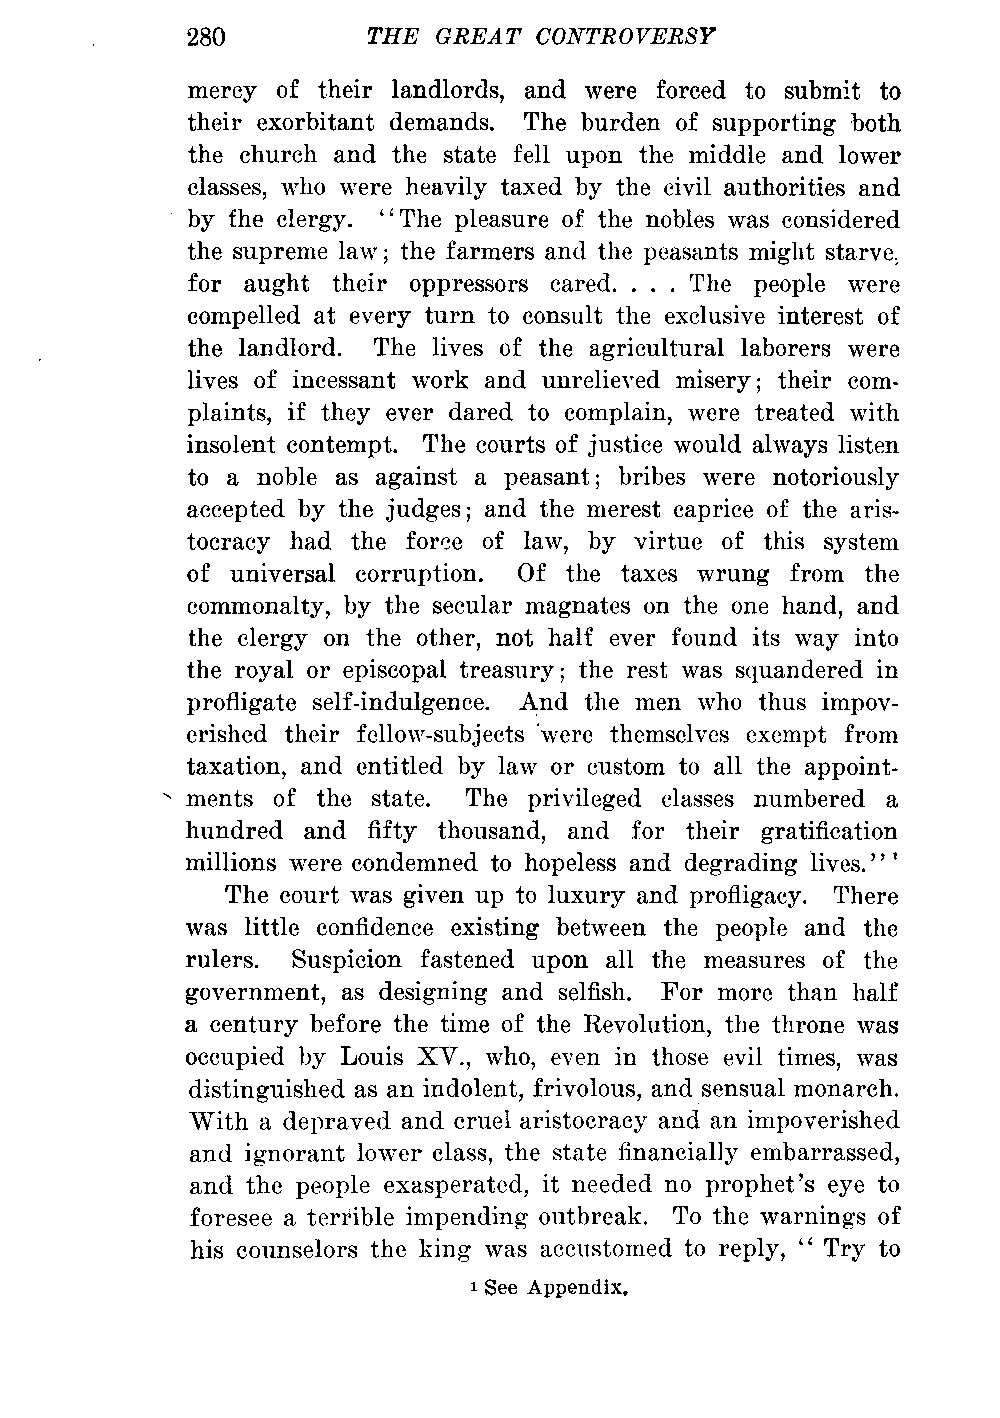 280 THE GREAT CONTROVERSY
mercy of their landlords, and were forced to submit to
their exorbitant demands. The burden of supporting both
the church and the state fell upon the middle and lower
classes, who were heavily taxed by the civil authorities and
by the clergy. "The pleasure of the nobles was considered
the supreme law; the farmers and the peasants might starve,
for aught their oppressors cared. . . . The people were
compelled at every turn to consult the exclusive interest of
the landlord. The lives of the agricultural laborers were
lives of incessant work and unrelieved misery; their com-
plaints, if they ever dared to complain, were treated with
insolent contempt. The courts of justice would always listen
to a noble as against a peasant; bribes were notoriously
accepted by the judges; and the merest caprice of the aris-
tocracy had the force of law, by virtue of this system
of universal corruption. Of the taxes wrung from the
commonalty, by the secular magnates on the one hand, and
the clergy on the other, not half ever found its way into
the royal or episcopal treasury; the rest was squandered in
profligate self-indulgence. And the men who thus impov-
erished their fellow-subjects were themselves exempt from
taxation, and entitled by law or custom to all the appoint-
ments of the state. The privileged classes numbered a
hundred and fifty thousand, and for their gratification
millions were condemned to hopeless and degrading lives." ¹
The court was given up to luxury and profligacy. There
was little confidence existing between the people and the
rulers. Suspicion fastened upon all the measures of the
government, as designing and selfish. For more than half
a century before the time of the Revolution, the throne was
occupied by Louis XV., who, even in those evil times, was
distinguished as an indolent, frivolous, and sensual monarch.
With a depraved and cruel aristocracy and an impoverished
and ignorant lower class, the state financially embarrassed,
and the people exasperated, it needed no prophet's eye to
foresee a terrible impending outbreak. To the warnings of
his counselors the king was accustomed to reply, " Try to
¹ See Appendix.